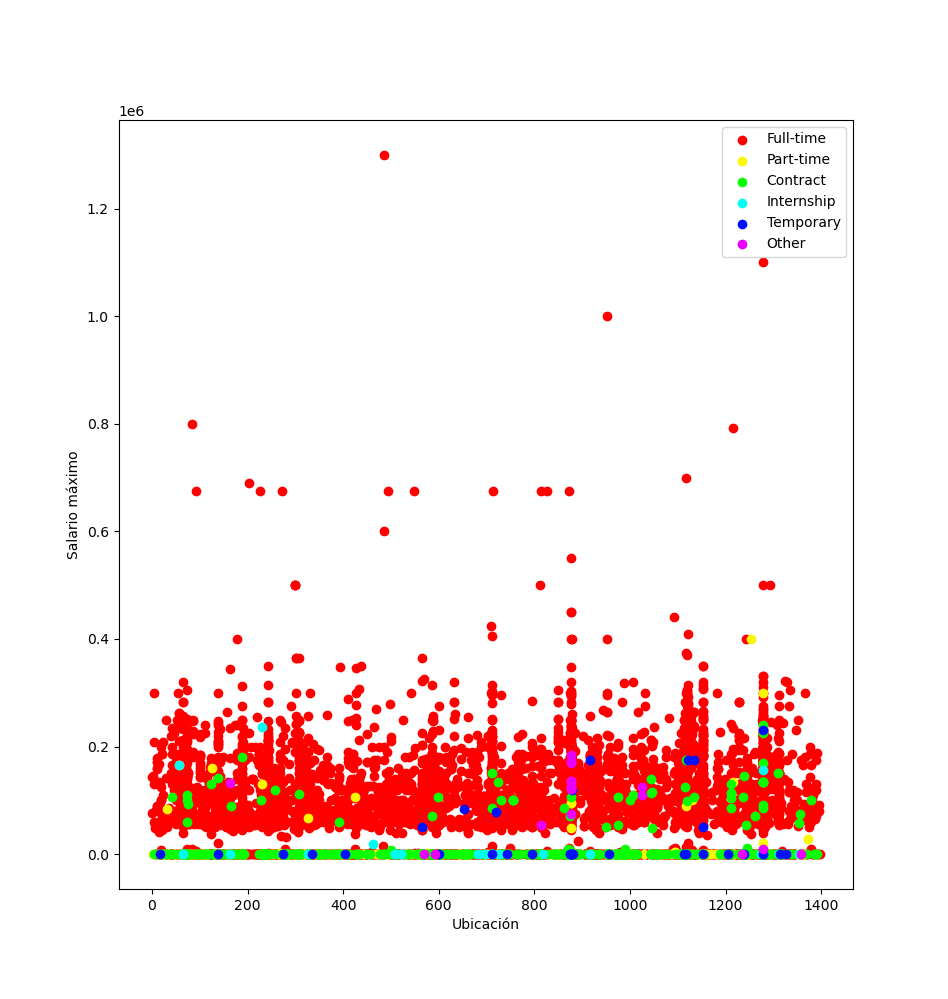 1e6
Full-time
Part-time
Contract
Internship
Temporary
Other
1.2
1.0
0.8
0.6
0.4
0.2
0.0
Salario máximo
0 200 400 600 800 1000 1200 1400
Ubicación